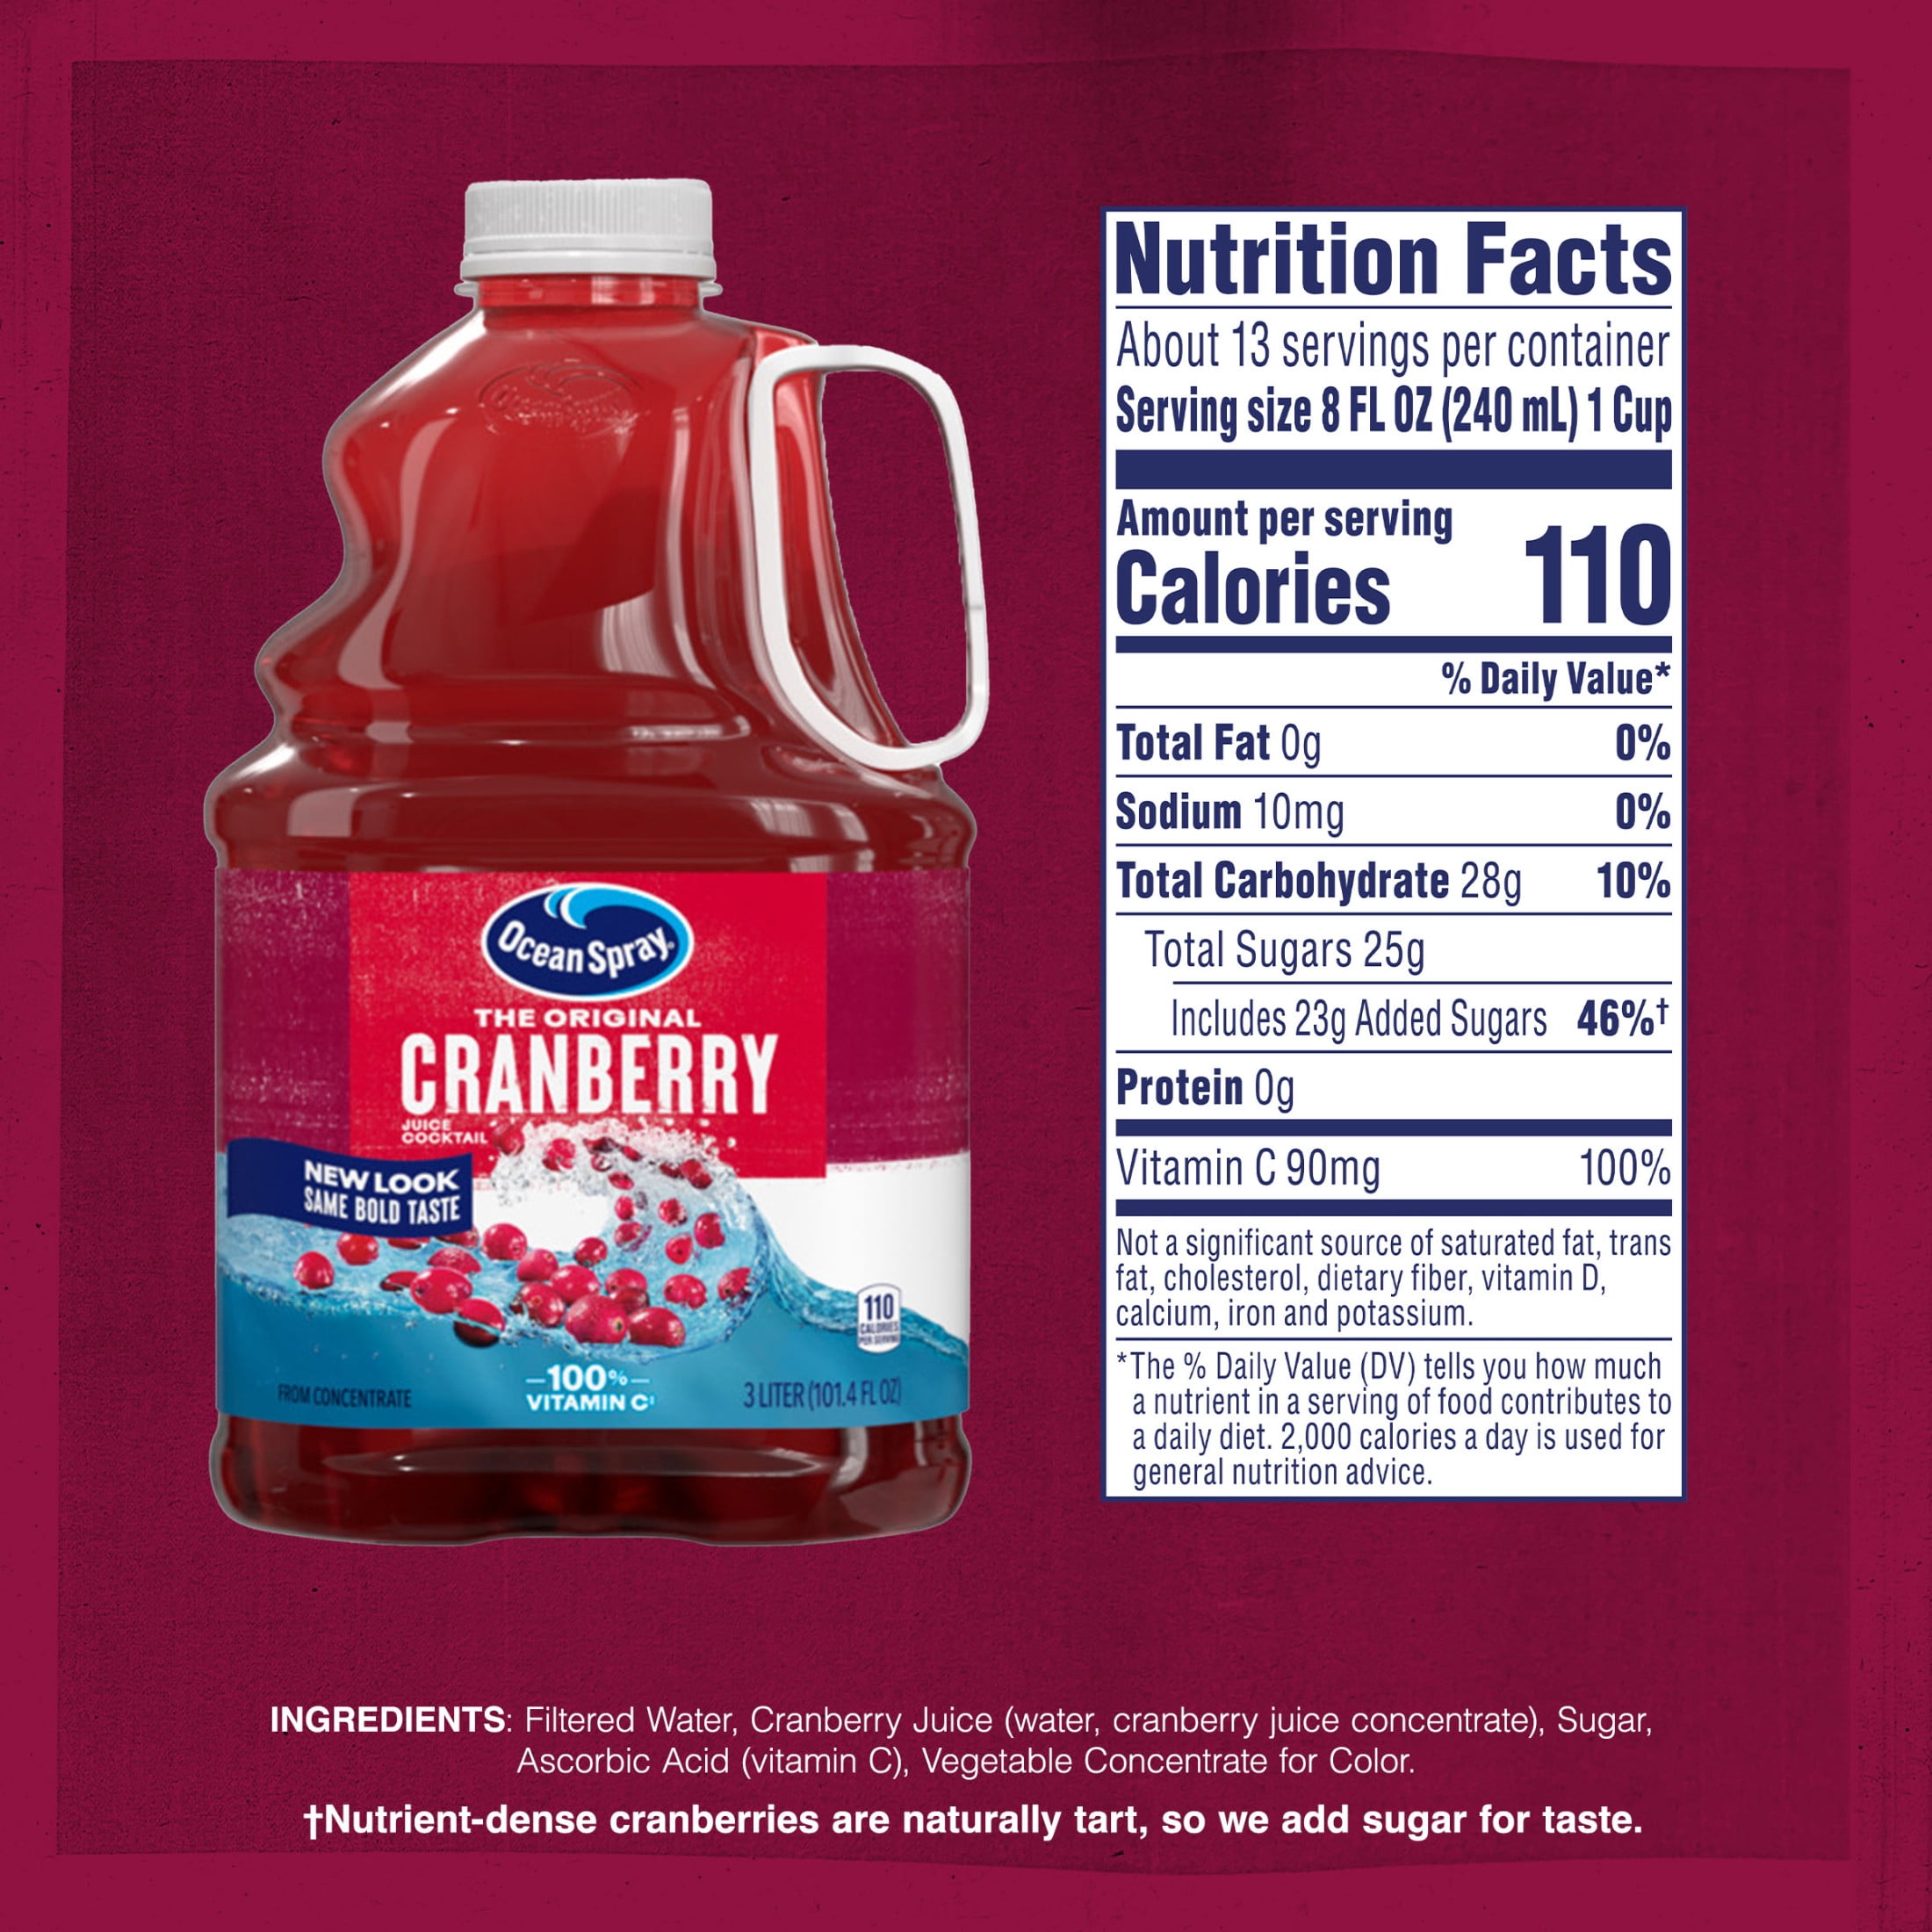 Ocean Spray®
THE ORIGINAL
CRANBERRY
JUICE
COCKTAIL
NEW LOOK
SAME BOLD TASTE
110
CALORIES
PER SERVING
FROM CONCENTRATE
—100%—
VITAMIN C
3 LITER (101.4 FL OZ)
Nutrition Facts
About 13 servings per container
Serving size 8 FL OZ (240 mL) 1 Cup
Amount per serving
Calories 110
% Daily Value*
Total Fat 0g 0%
Sodium 10mg 0%
Total Carbohydrate 28g 10%
Total Sugars 25g
Includes 23g Added Sugars 46%†
Protein 0g
Vitamin C 90mg 100%
Not a significant source of saturated fat, trans
fat, cholesterol, dietary fiber, vitamin D,
calcium, iron and potassium.
*The % Daily Value (DV) tells you how much
a nutrient in a serving of food contributes to
a daily diet. 2,000 calories a day is used for
general nutrition advice.
INGREDIENTS: Filtered Water, Cranberry Juice (water, cranberry juice concentrate), Sugar,
Ascorbic Acid (vitamin C), Vegetable Concentrate for Color.
†Nutrient-dense cranberries are naturally tart, so we add sugar for taste.